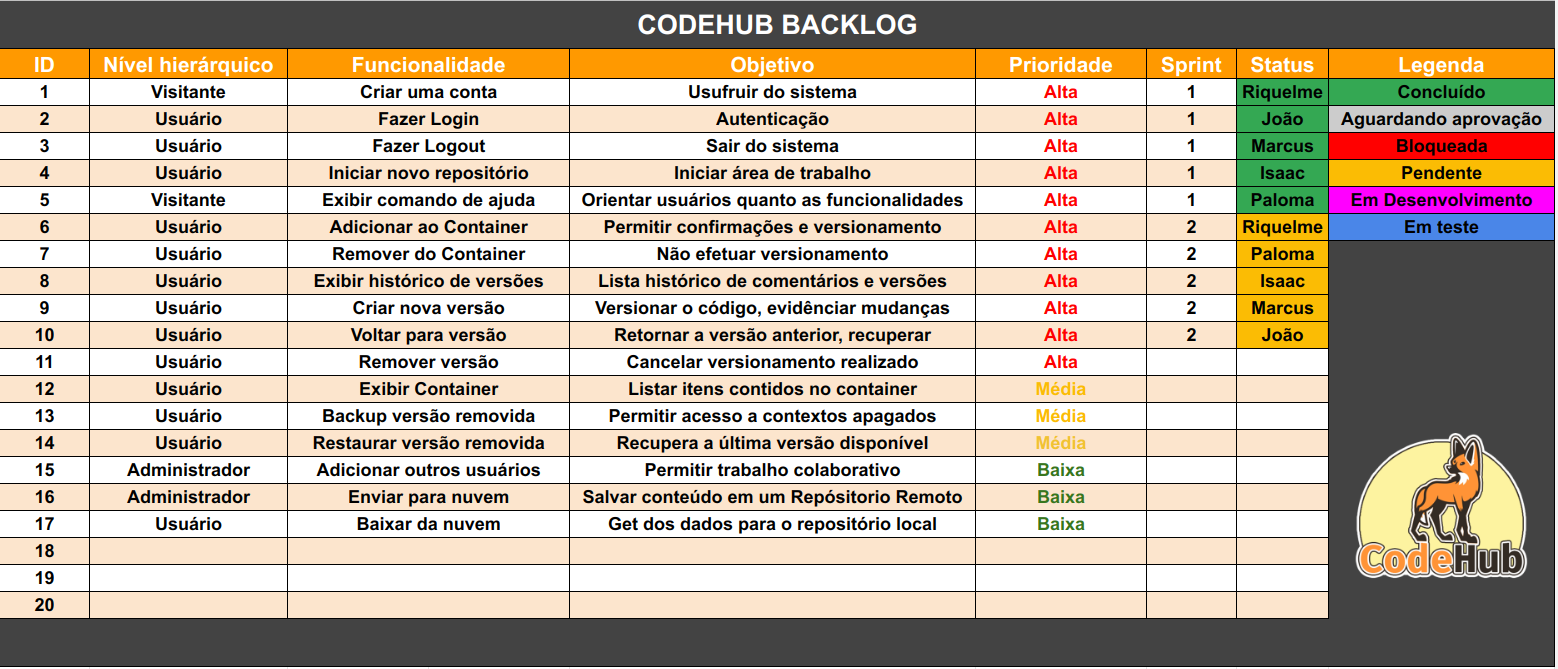 CODEHUB BACKLOG
ID Nível hierárquico Funcionalidade Objetivo Prioridade Sprint Status Legenda
1 Visitante Criar uma conta Usufruir do sistema Alta 1 Riquelme Concluído
2 Usuário Fazer Login Autenticação Alta 1 João Aguardando aprovação
3 Usuário Fazer Logout Sair do sistema Alta 1 Marcus Bloqueada
4 Usuário Iniciar novo repositório Iniciar área de trabalho Alta 1 Isaac Pendente
5 Visitante Exibir comando de ajuda Orientar usuários quanto as funcionalidades Alta 1 Paloma Em Desenvolvimento
6 Usuário Adicionar ao Container Permitir confirmações e versionamento Alta 2 Riquelme Em teste
7 Usuário Remover do Container Não efetuar versionamento Alta 2 Paloma
8 Usuário Exibir histórico de versões Lista histórico de comentários e versões Alta 2 Isaac
9 Usuário Criar nova versão Versionar o código, evidênciar mudanças Alta 2 Marcus
10 Usuário Voltar para versão Retornar a versão anterior, recuperar Alta 2 João
11 Usuário Remover versão Cancelar versionamento realizado Alta
12 Usuário Exibir Container Listar itens contidos no container Média
13 Usuário Backup versão removida Permitir acesso a contextos apagados Média
14 Usuário Restaurar versão removida Recupera a última versão disponível Média
15 Administrador Adicionar outros usuários Permitir trabalho colaborativo Baixa
16 Administrador Enviar para nuvem Salvar conteúdo em um Repósitorio Remoto Baixa
17 Usuário Baixar da nuvem Get dos dados para o repositório local Baixa
18
19
20
CodeHub